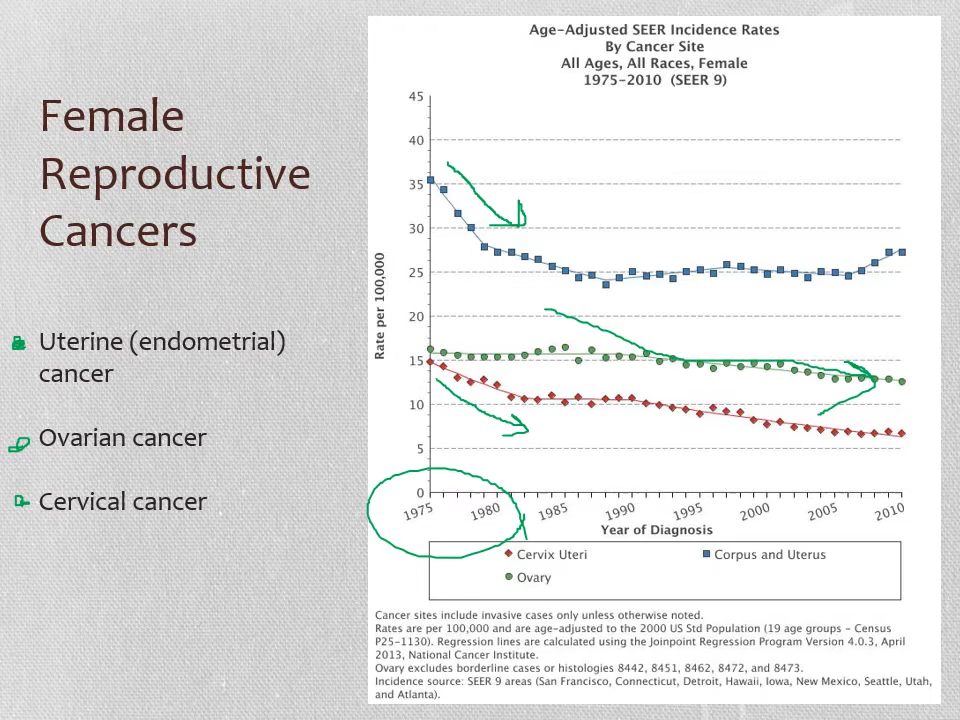 Female
Reproductive
Cancers
Uterine (endometrial)
cancer
Ovarian cancer
Cervical cancer
Age-Adjusted SEER Incidence Rates
By Cancer Site
All Ages, All Races, Female
1975-2010 (SEER 9)
Rate per 100,000
45
40
35
30
25
20
15
10
5
0
1975 1980 1985 1990 1995 2000 2005 2010
Year of Diagnosis
Cervix Uteri Corpus and Uterus
Ovary
Cancer sites include invasive cases only unless otherwise noted.
Rates are per 100,000 and are age-adjusted to the 2000 US Std Population (19 age groups - Census
P25-1130). Regression lines are calculated using the Joinpoint Regression Program Version 4.0.3, April
2013, National Cancer Institute.
Ovary excludes borderline cases or histologies 8442, 8451, 8462, 8472, and 8473.
Incidence source: SEER 9 areas (San Francisco, Connecticut, Detroit, Hawaii, Iowa, New Mexico, Seattle, Utah,
and Atlanta).